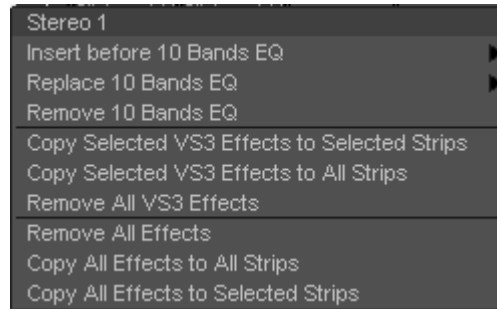 Stereo 1
Insert before 10 Bands EQ
Replace 10 Bands EQ
Remove 10 Bands EQ
Copy Selected VS3 Effects to Selected Strips
Copy Selected VS3 Effects to All Strips
Remove All VS3 Effects
Remove All Effects
Copy All Effects to All Strips
Copy All Effects to Selected Strips